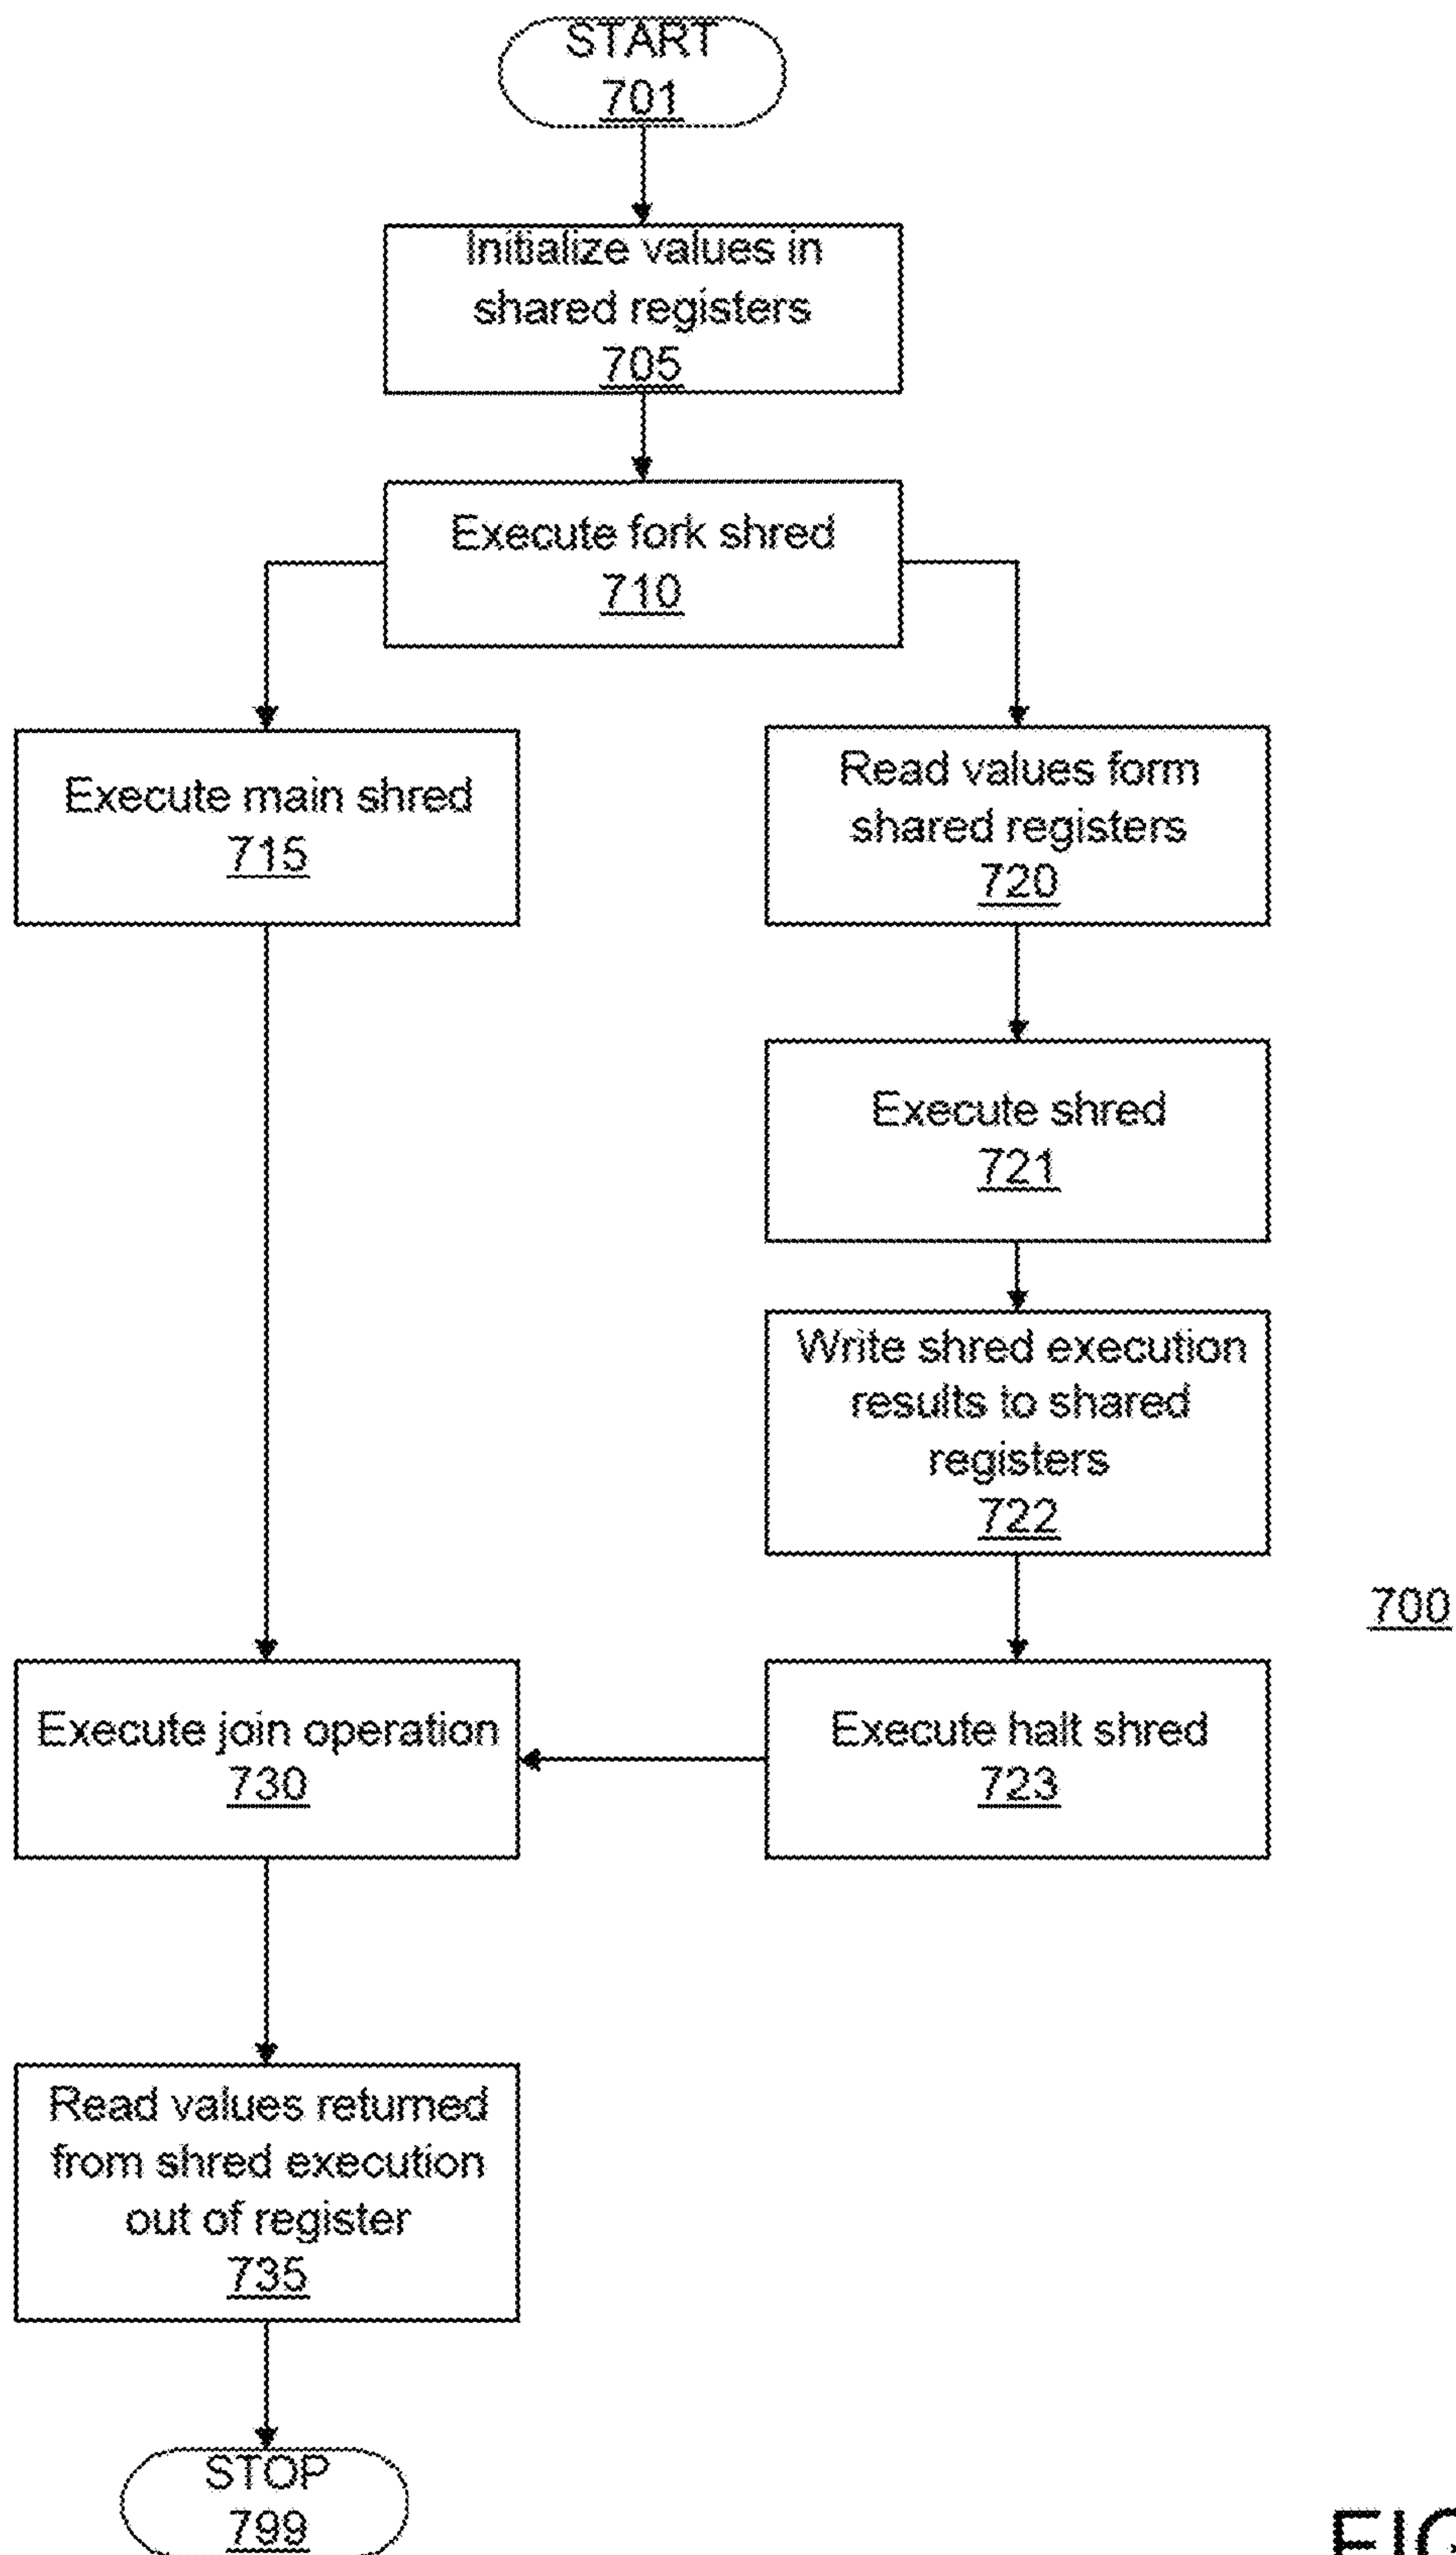 START
701
Initialize values in
shared registers
705
Execute fork shred
710
Execute main shred
715
Read values form
shared registers
720
Execute shred
721
Write shred execution
results to shared
registers
722
700
Execute join operation
730
Execute halt shred
723
Read values returned
from shred execution
out of register
735
STOP
799